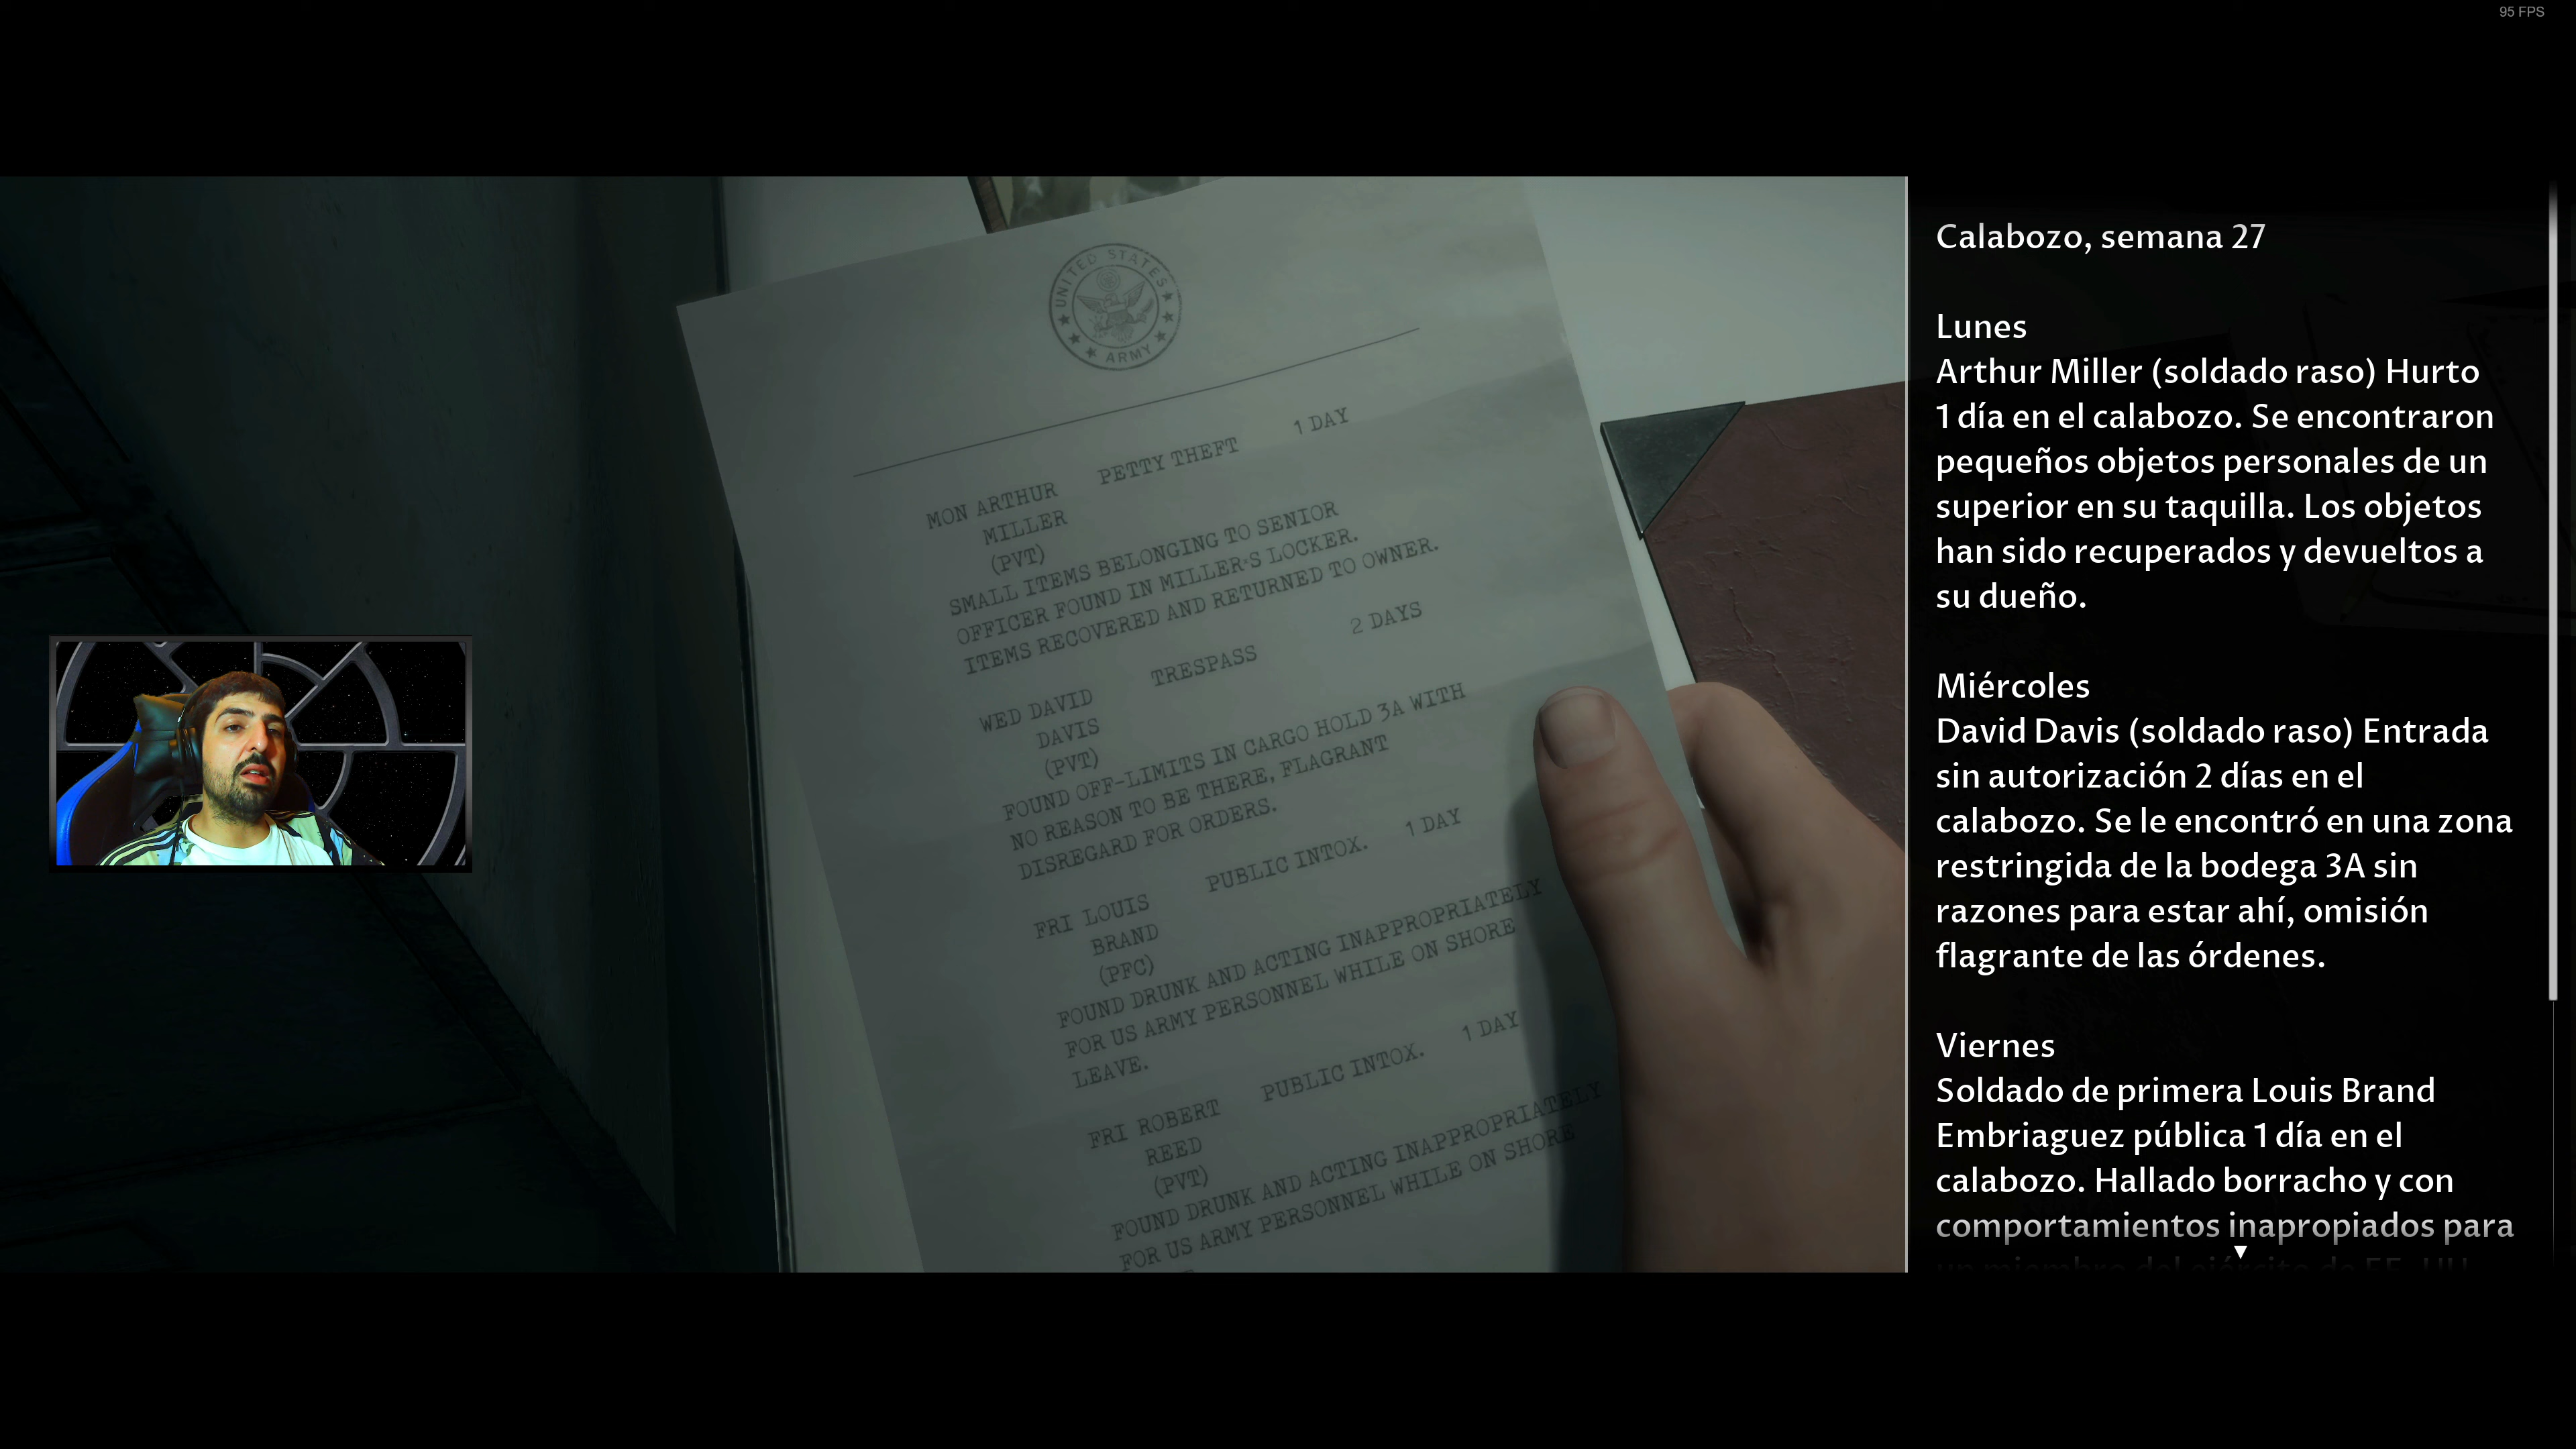 95 FPS
UNITED STATES
ARMY
MON ARTHUR PETTY THEFT 1 DAY
MILLER
(PVT)
SMALL ITEMS BELONGING TO SENIOR
OFFICER FOUND IN MILLER'S LOCKER.
ITEMS RECOVERED AND RETURNED TO OWNER.
WED DAVID TRESPASS 2 DAYS
DAVIS
(PVT)
FOUND OFF-LIMITS IN CARGO HOLD 3A WITH
NO REASON TO BE THERE, FLAGRANT
DISREGARD FOR ORDERS.
FRI LOUIS PUBLIC INTOX. 1 DAY
BRAND
(PFC)
FOUND DRUNK AND ACTING INAPPROPRIATELY
FOR US ARMY PERSONNEL WHILE ON SHORE
LEAVE.
FRI ROBERT PUBLIC INTOX. 1 DAY
REED
(PVT)
FOUND DRUNK AND ACTING INAPPROPRIATELY
FOR US ARMY PERSONNEL WHILE ON SHORE
Calabozo, semana 27
Lunes
Arthur Miller (soldado raso) Hurto
1 día en el calabozo. Se encontraron
pequeños objetos personales de un
superior en su taquilla. Los objetos
han sido recuperados y devueltos a
su dueño.
Miércoles
David Davis (soldado raso) Entrada
sin autorización 2 días en el
calabozo. Se le encontró en una zona
restringida de la bodega 3A sin
razones para estar ahí, omisión
flagrante de las órdenes.
Viernes
Soldado de primera Louis Brand
Embriaguez pública 1 día en el
calabozo. Hallado borracho y con
comportamientos inapropiados para
un miembro del ejército de EE. UU.